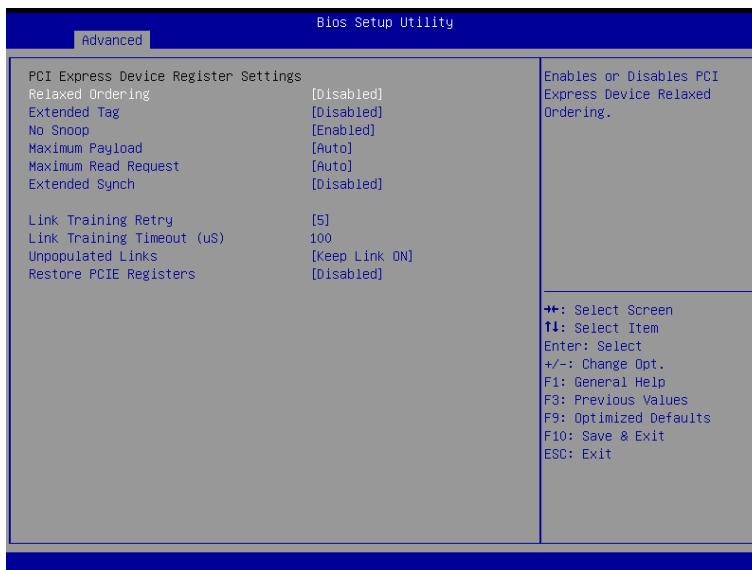 Bios Setup Utility
Advanced
PCI Express Device Register Settings
Relaxed Ordering [Disabled]
Extended Tag [Disabled]
No Snoop [Enabled]
Maximum Payload [Auto]
Maximum Read Request [Auto]
Extended Synch [Disabled]
Link Training Retry [5]
Link Training Timeout (uS) 100
Unpopulated Links [Keep Link ON]
Restore PCIE Registers [Disabled]
Enables or Disables PCI
Express Device Relaxed
Ordering.
→←: Select Screen
↑↓: Select Item
Enter: Select
+/-: Change Opt.
F1: General Help
F3: Previous Values
F9: Optimized Defaults
F10: Save & Exit
ESC: Exit